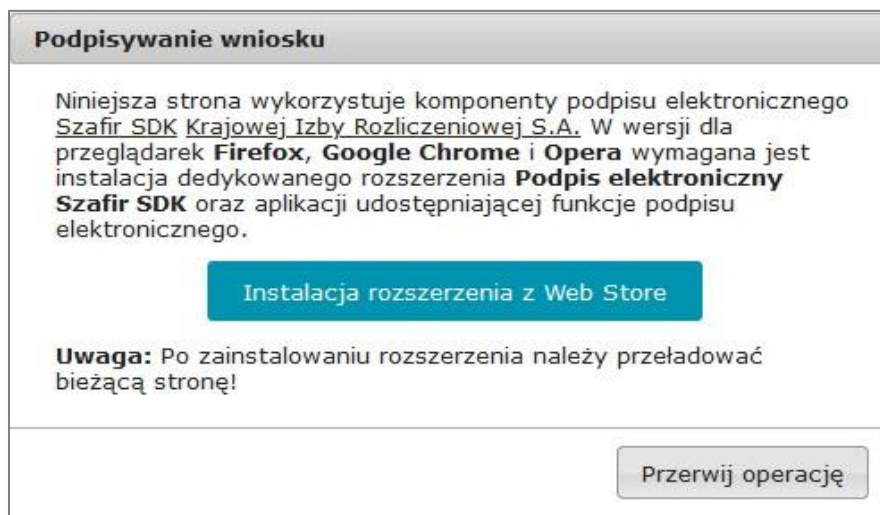 Podpisywanie wniosku
Niniejsza strona wykorzystuje komponenty podpisu elektronicznego
Szafir SDK Krajowej Izby Rozliczeniowej S.A. W wersji dla
przeglądarek Firefox, Google Chrome i Opera wymagana jest
instalacja dedykowanego rozszerzenia Podpis elektroniczny
Szafir SDK oraz aplikacji udostępniającej funkcje podpisu
elektronicznego.
Instalacja rozszerzenia z Web Store
Uwaga: Po zainstalowaniu rozszerzenia należy przeładować
bieżącą stronę!
Przerwij operację